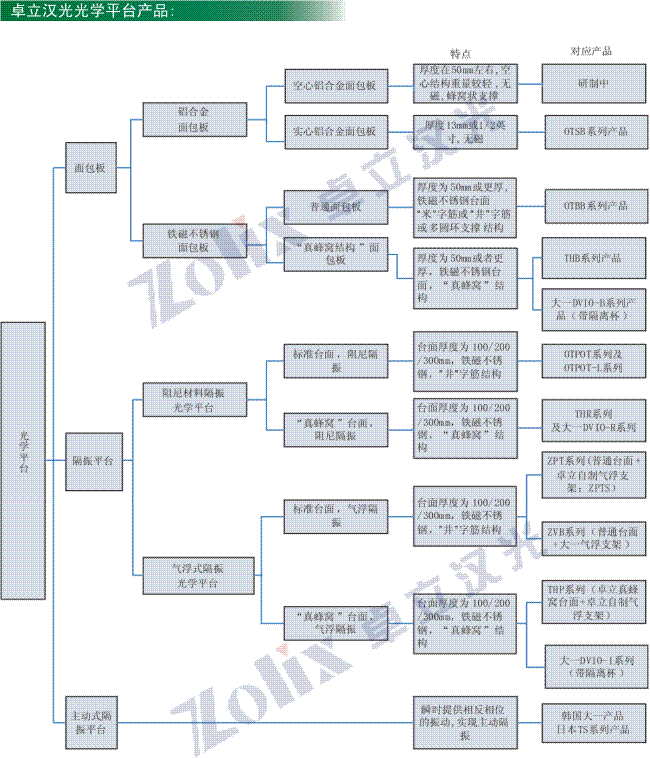 卓立汉光光学平台产品:
特点
对应产品
空心铝合金面包板
厚度在50mm左右,空
心结构重量较轻,无
磁,蜂窝状支撑
研制中
铝合金
面包板
实心铝合金面包板
厚度13mm或1/2英
寸,无磁
OTSB系列产品
面包板
普通面包板
厚度为50mm或更厚,
铁磁不锈钢台面
"米"字筋或"井"字筋
或多圆环支撑结构
OTBB系列产品
铁磁不锈钢
面包板
"真蜂窝结构"面
包板
厚度为50mm或者更
厚,铁磁不锈钢台
面,"真蜂窝"结
构
THB系列产品
大一DVIO-B系列产
品(带隔离杯)
光学平台
标准台面,阻尼隔
振
台面厚度为100/200
/300mm,铁磁不锈
钢,"井"字筋结构
OTPOT系列及
OTPOT-L系列
阻尼材料隔振
光学平台
"真蜂窝"台面,
阻尼隔振
台面厚度为100/200
/300mm,铁磁不锈
钢,"真蜂窝"结
构
THR系列
及大一DVIO-R系列
隔振平台
标准台面,气浮隔
振
台面厚度为100/200
/300mm,铁磁不锈
钢,"井"字筋结构
ZPT系列(普通台面+
卓立自制气浮支
架:ZPTS)
ZVB系列(普通台面
+大一气浮支架)
气浮式隔振
光学平台
"真蜂窝"台面,
气浮隔振
台面厚度为100/200
/300mm,铁磁不锈
钢,"真蜂窝"结
构
THP系列(卓立真蜂
窝台面+卓立自制气
浮支架)
大一DVIO-I系列
(带隔离杯)
主动式隔
振平台
瞬时提供相反相位
的振动,实现主动隔
振
韩国大一产品
日本TS系列产品
Zolix 卓立汉光
Zolix 卓立汉光